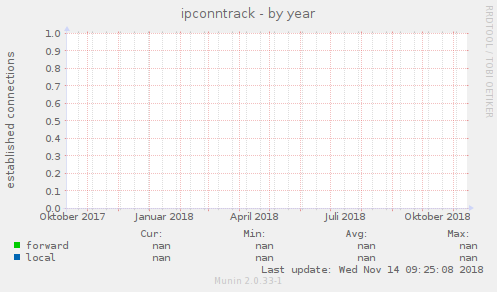 ipconntrack - by year
RRDTOOL / TOBI OETIKER
established connections
1.0
0.9
0.8
0.7
0.6
0.5
0.4
0.3
0.2
0.1
0.0
Oktober 2017 Januar 2018 April 2018 Juli 2018 Oktober 2018
Cur: Min: Avg: Max:
forward nan nan nan nan
local nan nan nan nan
Last update: Wed Nov 14 09:25:08 2018
Munin 2.0.33-1